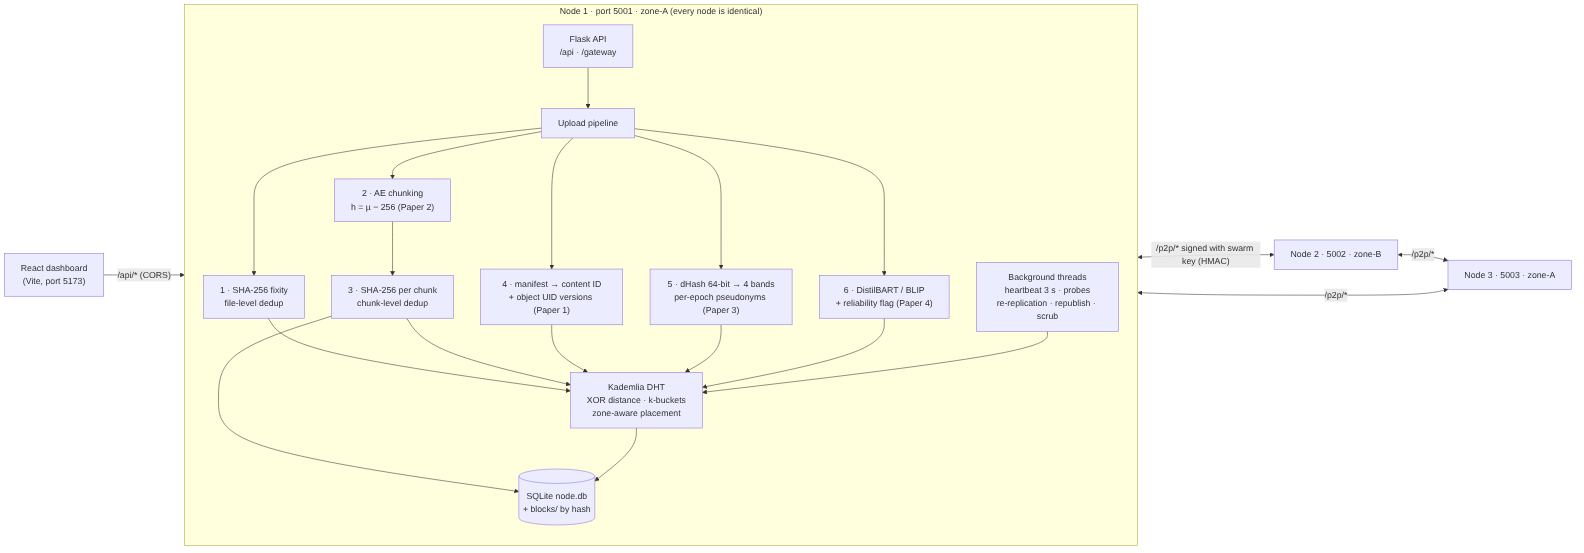 Node 1 · port 5001 · zone-A (every node is identical)
Flask API
/api · /gateway
Upload pipeline
2 · AE chunking
h = µ − 256 (Paper 2)
React dashboard
(Vite, port 5173)
/api/* (CORS)
1 · SHA-256 fixity
file-level dedup
3 · SHA-256 per chunk
chunk-level dedup
4 · manifest → content ID
+ object UID versions
(Paper 1)
5 · dHash 64-bit → 4 bands
per-epoch pseudonyms
(Paper 3)
6 · DistilBART / BLIP
+ reliability flag (Paper 4)
Background threads
heartbeat 3 s · probes
re-replication · republish ·
scrub
/p2p/* signed with swarm
key (HMAC)
Node 2 · 5002 · zone-B
/p2p/*
Node 3 · 5003 · zone-A
/p2p/*
Kademlia DHT
XOR distance · k-buckets
zone-aware placement
SQLite node.db
+ blocks/ by hash